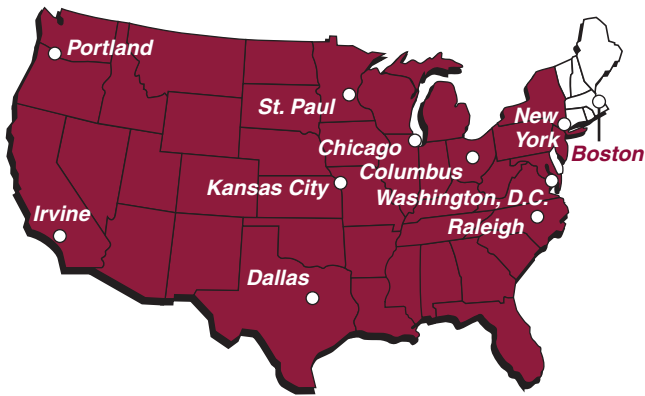 Portland
St. Paul
New
York
Chicago
Boston
Columbus
Kansas City
Washington, D.C.
Irvine
Raleigh
Dallas